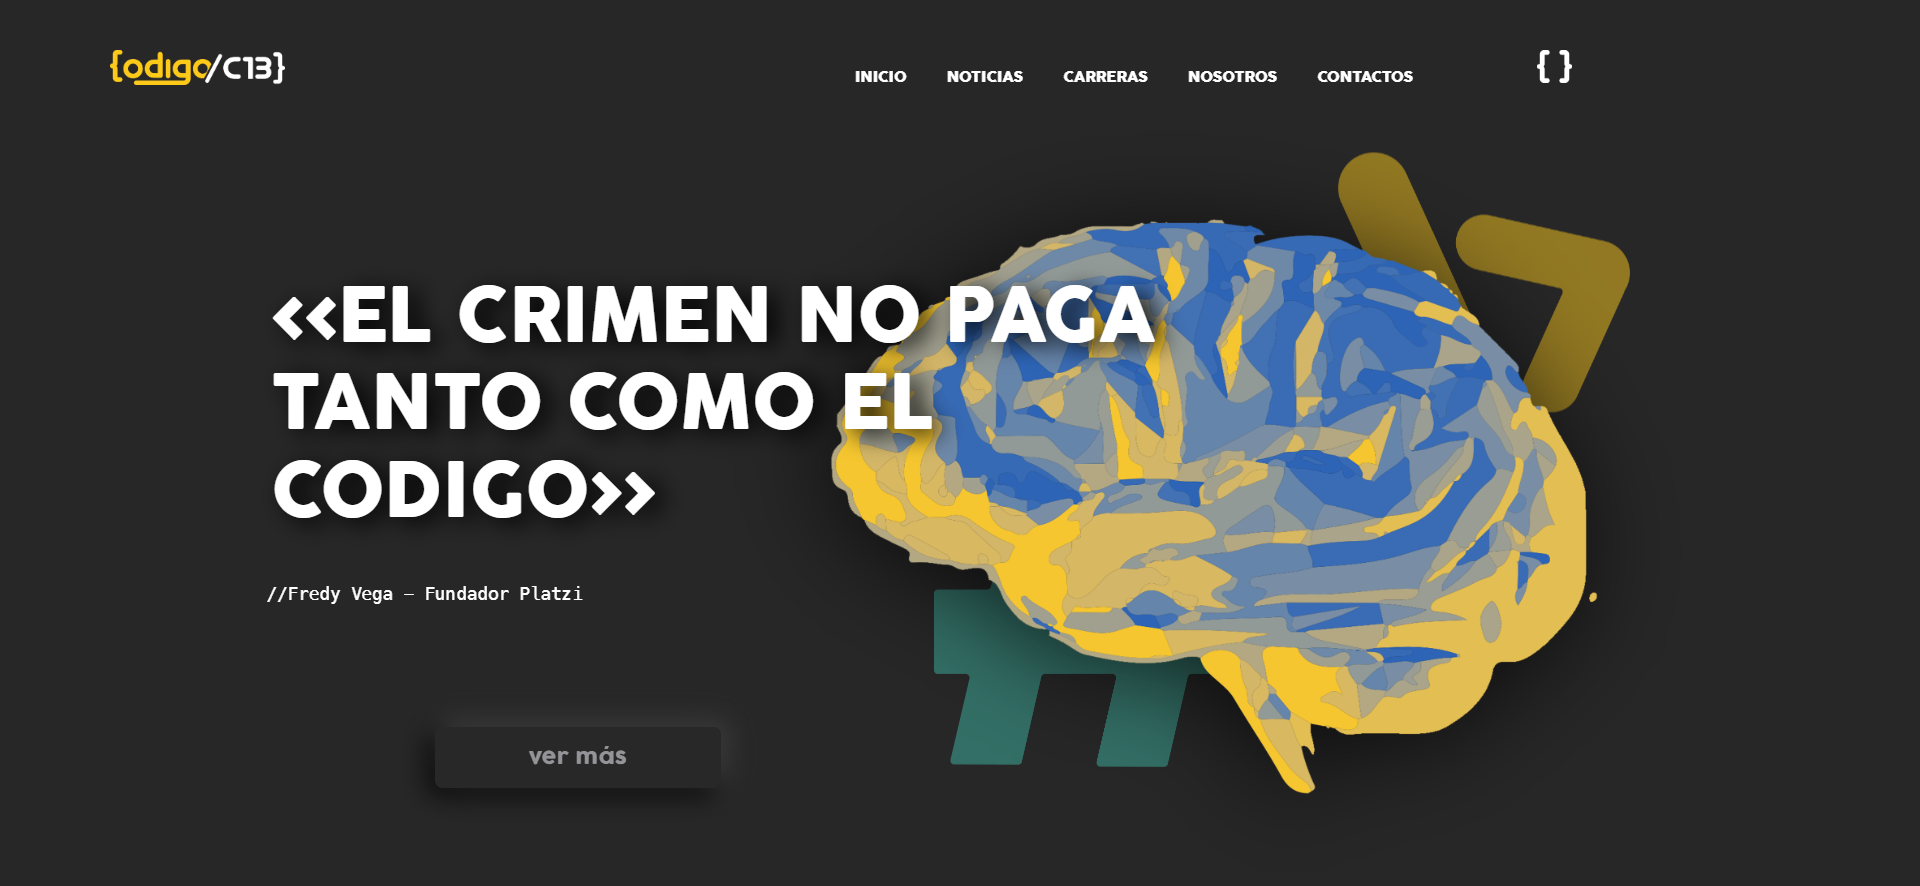 {odigo/C13}
INICIO NOTICIAS CARRERAS NOSOTROS CONTACTOS { }
«EL CRIMEN NO PAGA
TANTO COMO EL
CODIGO»
//Fredy Vega – Fundador Platzi
ver más